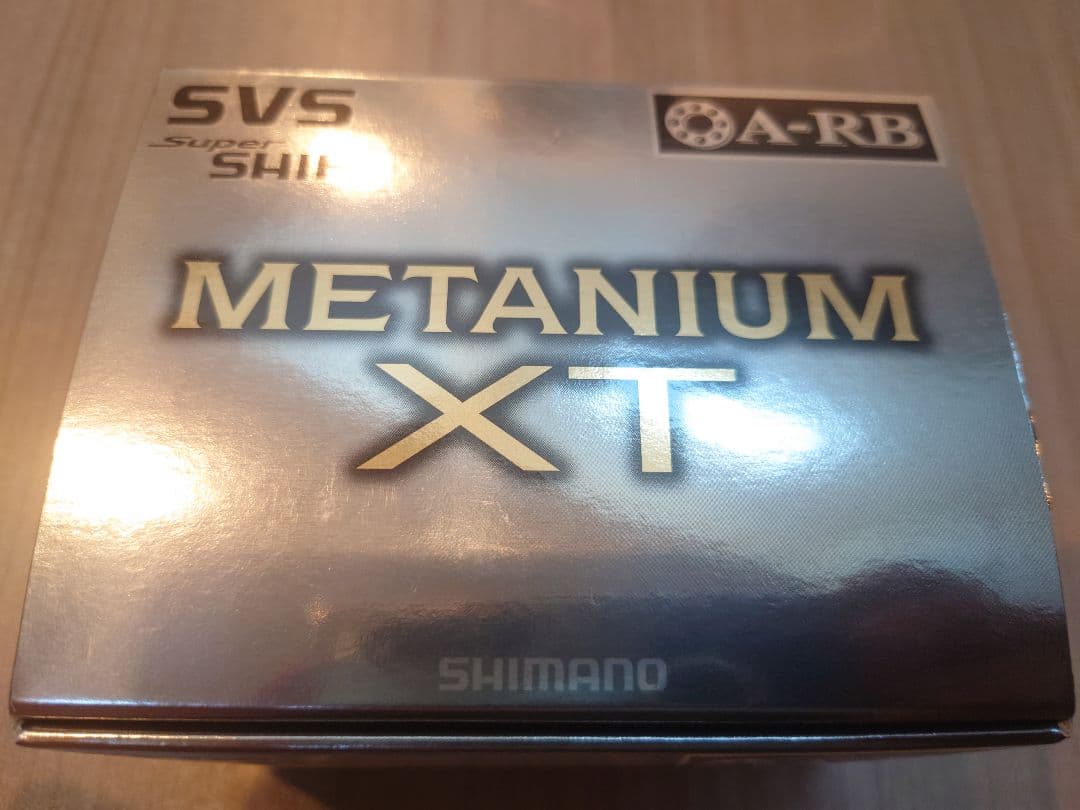 SVS
Super
A-RB
METANIUM
XT
SHIMANO